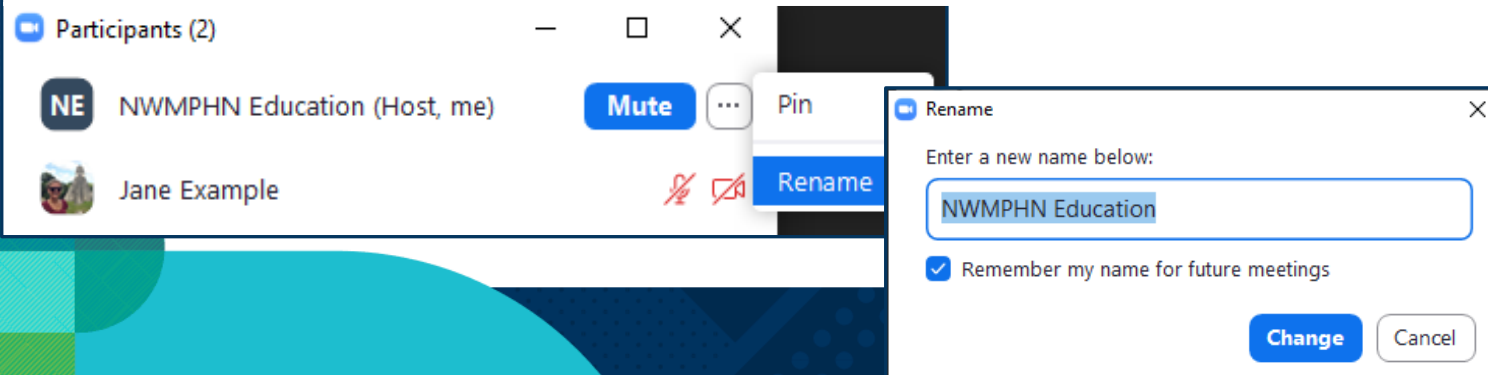 Participants (2)
NE NWMPHN Education (Host, me) Mute ...
Jane Example
Pin
Rename
Rename
Enter a new name below:
NWMPHN Education
Remember my name for future meetings
Change Cancel